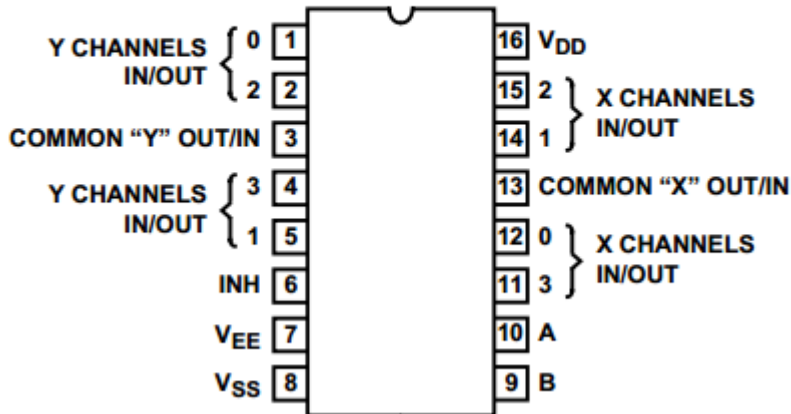 Y CHANNELS
IN/OUT
0 1
2 2
COMMON “Y” OUT/IN 3
Y CHANNELS
IN/OUT
3 4
1 5
INH 6
VEE 7
VSS 8
16 VDD
15 2
14 1
X CHANNELS
IN/OUT
13 COMMON “X” OUT/IN
12 0
11 3
X CHANNELS
IN/OUT
10 A
9 B